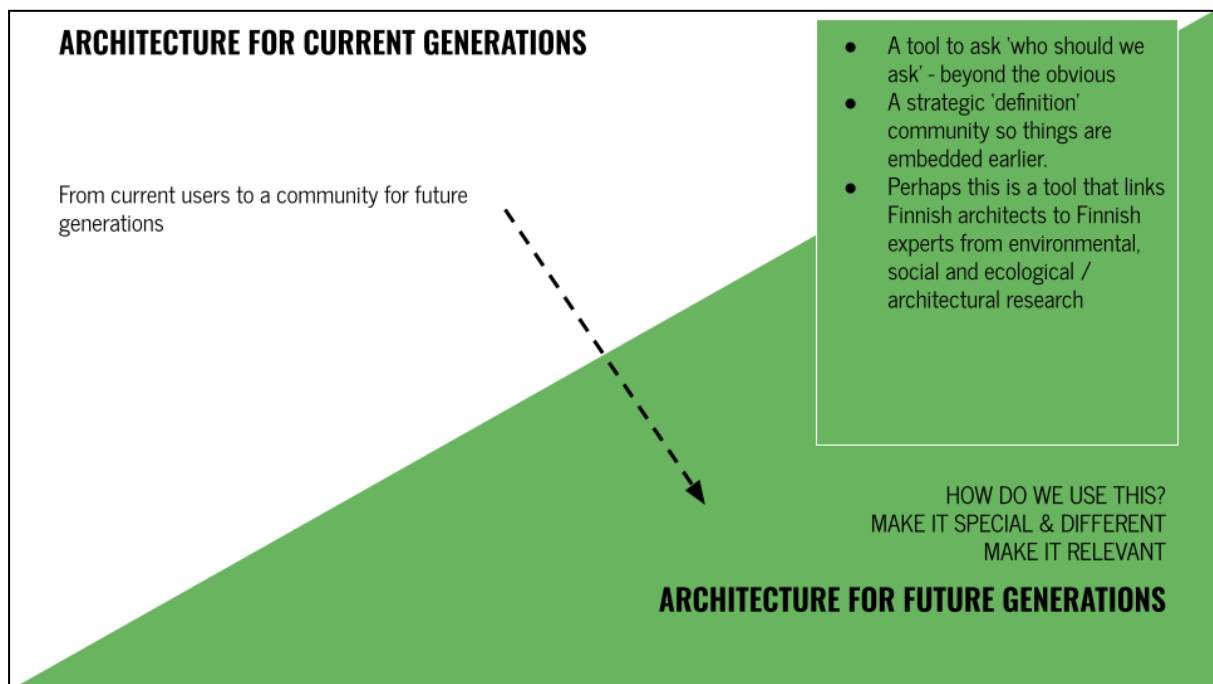 ARCHITECTURE FOR CURRENT GENERATIONS
From current users to a community for future
generations
● A tool to ask 'who should we
ask' - beyond the obvious
● A strategic 'definition'
community so things are
embedded earlier.
● Perhaps this is a tool that links
Finnish architects to Finnish
experts from environmental,
social and ecological /
architectural research
HOW DO WE USE THIS?
MAKE IT SPECIAL & DIFFERENT
MAKE IT RELEVANT
ARCHITECTURE FOR FUTURE GENERATIONS